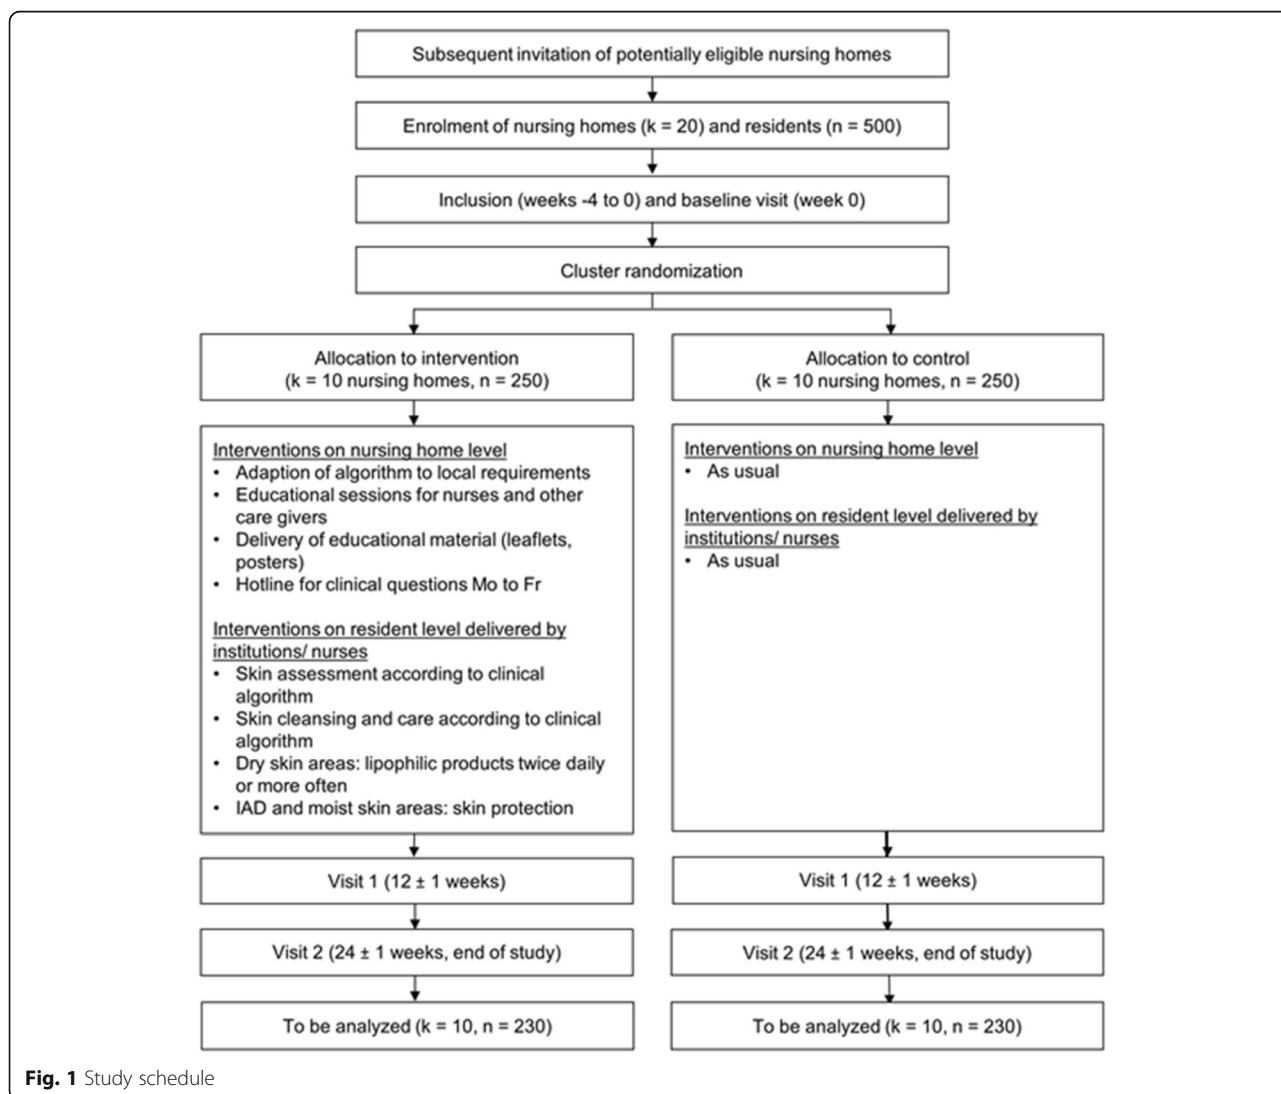 Subsequent invitation of potentially eligible nursing homes
Enrolment of nursing homes (k = 20) and residents (n = 500)
Inclusion (weeks -4 to 0) and baseline visit (week 0)
Cluster randomization
Allocation to intervention
(k = 10 nursing homes, n = 250)
Interventions on nursing home level
• Adaption of algorithm to local requirements
• Educational sessions for nurses and other
care givers
• Delivery of educational material (leaflets,
posters)
• Hotline for clinical questions Mo to Fr
Interventions on resident level delivered by
institutions/ nurses
• Skin assessment according to clinical
algorithm
• Skin cleansing and care according to clinical
algorithm
• Dry skin areas: lipophilic products twice daily
or more often
• IAD and moist skin areas: skin protection
Visit 1 (12 ± 1 weeks)
Visit 2 (24 ± 1 weeks, end of study)
To be analyzed (k = 10, n = 230)
Allocation to control
(k = 10 nursing homes, n = 250)
Interventions on nursing home level
• As usual
Interventions on resident level delivered by
institutions/ nurses
• As usual
Visit 1 (12 ± 1 weeks)
Visit 2 (24 ± 1 weeks, end of study)
To be analyzed (k = 10, n = 230)
Fig. 1 Study schedule